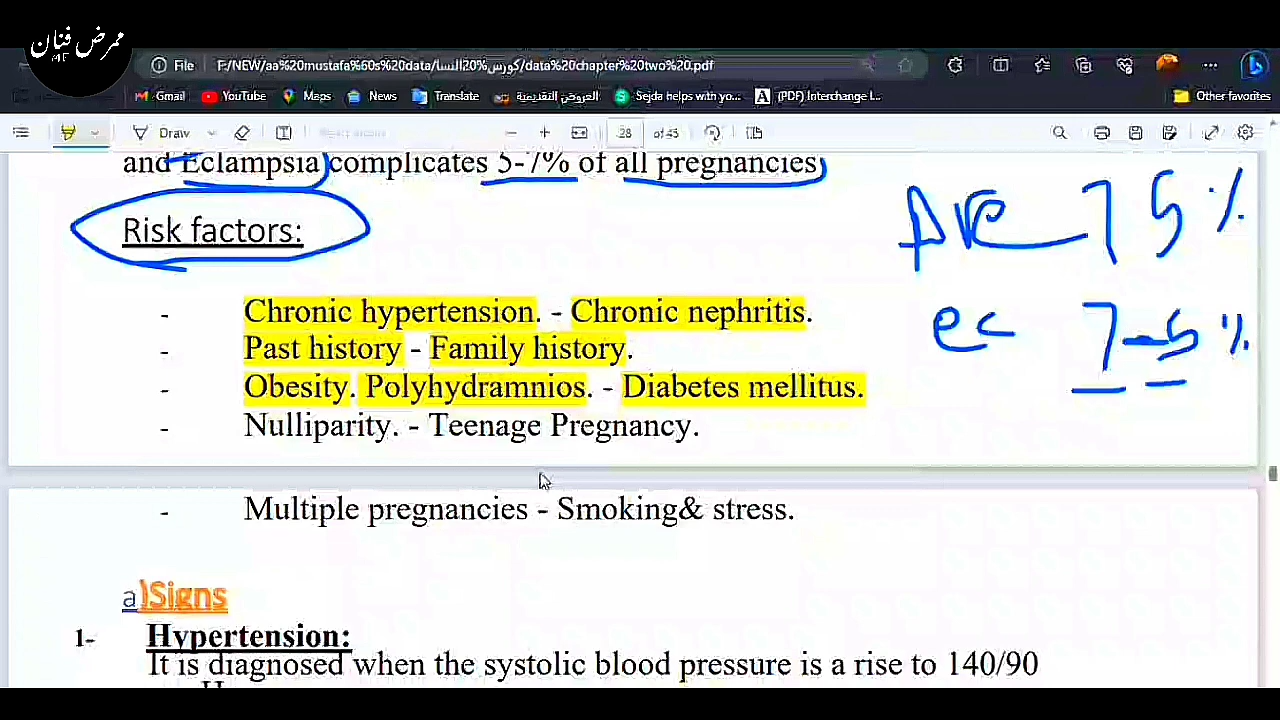 ممرض فنان
File F:/NEW/aa%20mustafa%60s%20data/كورس%20النسا/data%20chapter%20two%20.pdf
Gmail YouTube Maps News Translate العروض التقديمية Sejda helps with yo... (PDF) Interchange I...  Other favorites
Draw 28 of 45
and Eclampsia complicates 5-7% of all pregnancies
Risk factors:
Pre 7 5 %
- Chronic hypertension. - Chronic nephritis.
ec 7-5 %
- Past history - Family history.
- Obesity. Polyhydramnios. - Diabetes mellitus.
- Nulliparity. - Teenage Pregnancy.
- Multiple pregnancies - Smoking& stress.
a)Signs
1- Hypertension:
It is diagnosed when the systolic blood pressure is a rise to 140/90